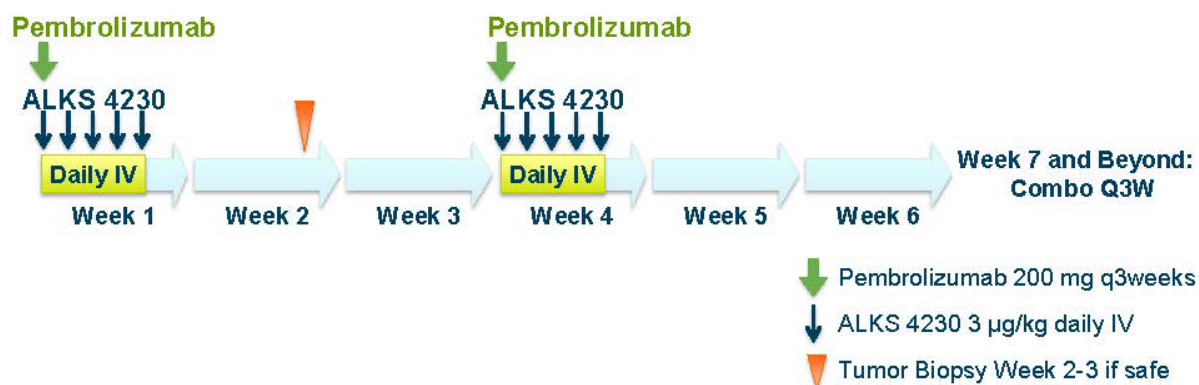 Pembrolizumab Pembrolizumab
ALKS 4230 ALKS 4230
Daily IV Daily IV
Week 1 Week 2 Week 3 Week 4 Week 5 Week 6
Week 7 and Beyond:
Combo Q3W
Pembrolizumab 200 mg q3weeks
ALKS 4230 3 µg/kg daily IV
Tumor Biopsy Week 2-3 if safe